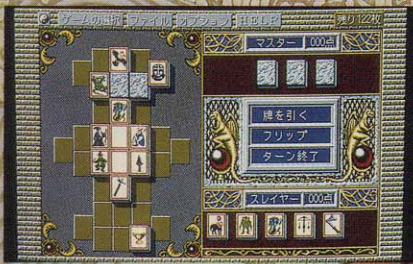 ゲームの選択 ファイル オプション HELP 残り122枚
マスター 000点
牌を引く
フリップ
ターン終了
スレイヤー 000点